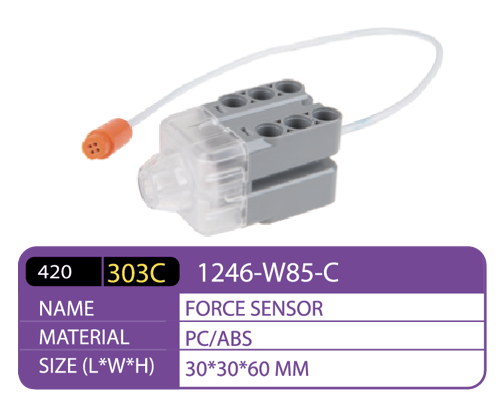 420 303C 1246-W85-C
NAME FORCE SENSOR
MATERIAL PC/ABS
SIZE (L*W*H) 30*30*60 MM